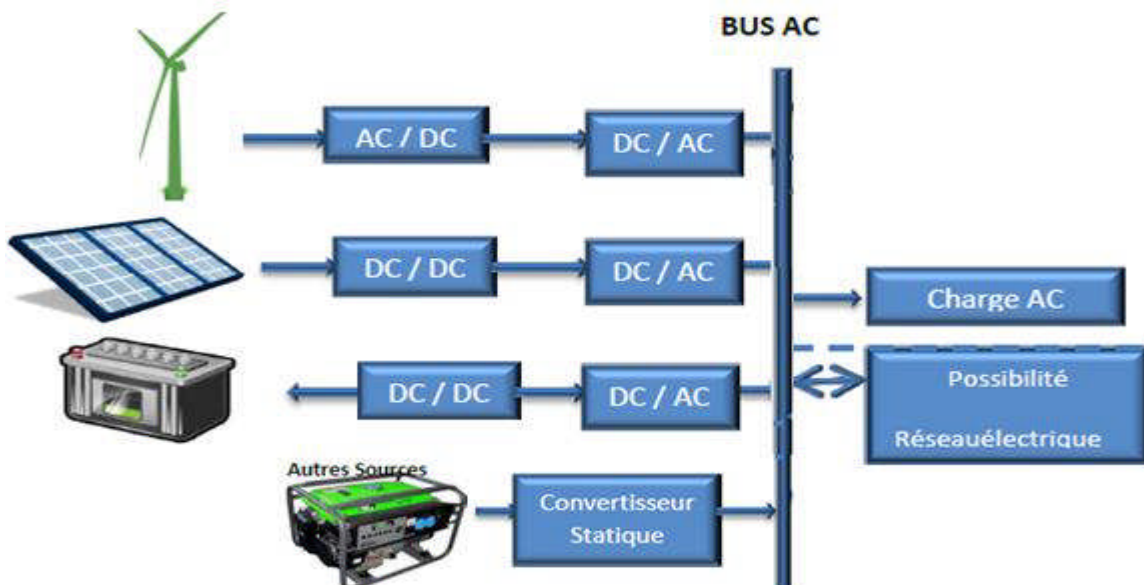 BUS AC
AC / DC
DC / AC
DC / DC
DC / AC
Charge AC
DC / DC
DC / AC
Possibilité
Réseauélectrique
Autres Sources
Convertisseur
Statique